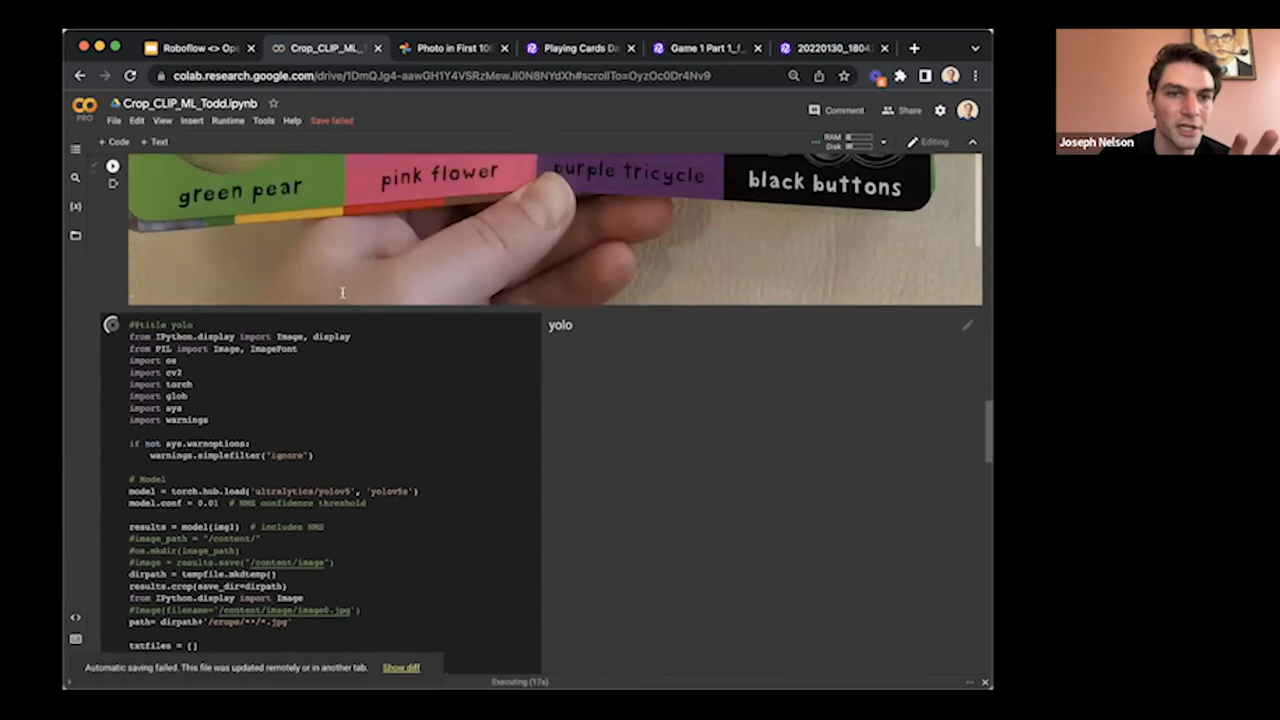 Roboflow <> Ope
Crop_CLIP_ML_
Photo in First 10
Playing Cards Da
Game 1 Part 1_f
20220130_1804
colab.research.google.com/drive/1DmQJg4-aawGH1Y4VSRzMewJI0N8NYdXh#scrollTo=OyzOc0Dr4Nv9
CO
PRO
Crop_CLIP_ML_Todd.ipynb
File Edit View Insert Runtime Tools Help Save failed
Comment
Share
+ Code + Text
RAM
Disk
Editing
green pear
pink flower
purple tricycle
black buttons
#@title yolo
from IPython.display import Image, display
from PIL import Image, ImageFont
import os
import cv2
import torch
import glob
import sys
import warnings
if not sys.warnoptions:
warnings.simplefilter("ignore")
# Model
model = torch.hub.load('ultralytics/yolov5', 'yolov5s')
model.conf = 0.01 # NMS confidence threshold
results = model(img1) # includes NMS
#image_path = "/content/"
#os.mkdir(image_path)
#image = results.save("/content/image")
dirpath = tempfile.mkdtemp()
results.crop(save_dir=dirpath)
from IPython.display import Image
#Image(filename='/content/image/image0.jpg')
path= dirpath+'/crops/**/*.jpg'
txtfiles = []
yolo
Automatic saving failed. This file was updated remotely or in another tab. Show diff
Executing (17s)
Joseph Nelson